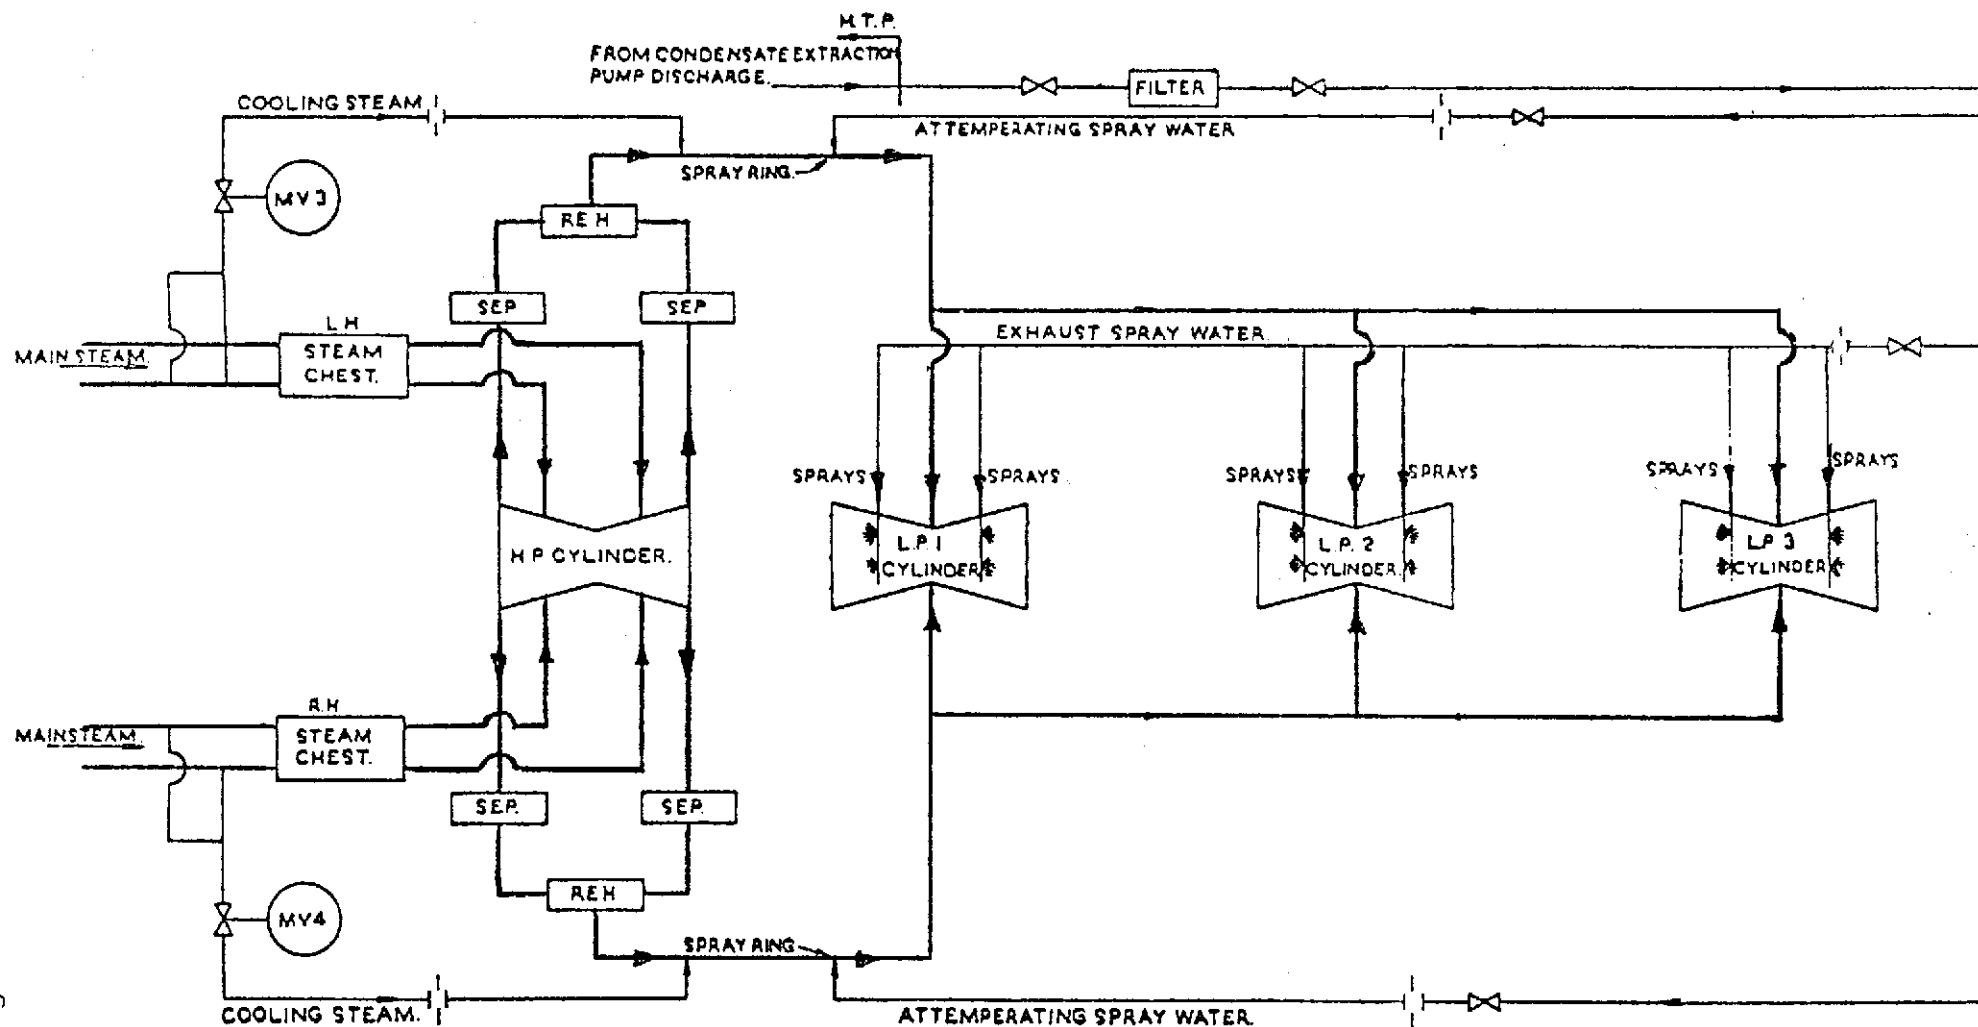 H.T.P.
FROM CONDENSATE EXTRACTION
PUMP DISCHARGE.
FILTER
COOLING STEAM
ATTEMPERATING SPRAY WATER
SPRAY RING.
MV3
REH
SEP
SEP
L.H
STEAM
CHEST.
MAIN STEAM.
EXHAUST SPRAY WATER.
SPRAYS
SPRAYS
SPRAYS
SPRAYS
SPRAYS
SPRAYS
H P CYLINDER.
L.P. 1
CYLINDER
L.P. 2
CYLINDER.
L.P. 3
CYLINDER
R.H
STEAM
CHEST.
MAIN STEAM.
SEP.
SEP.
REH
MV4
SPRAY RING
COOLING STEAM.
ATTEMPERATING SPRAY WATER.